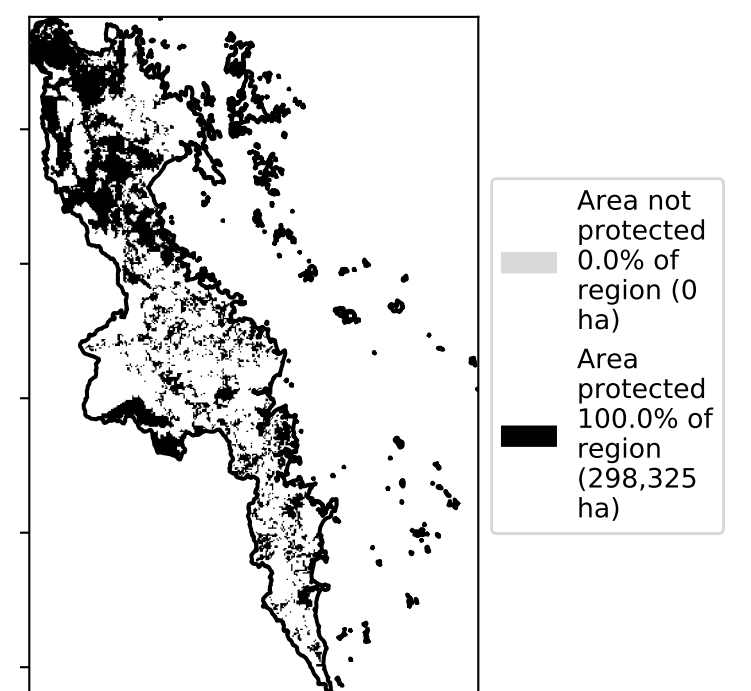 Area not
protected
0.0% of
region (0
ha)
Area
protected
100.0% of
region
(298,325
ha)